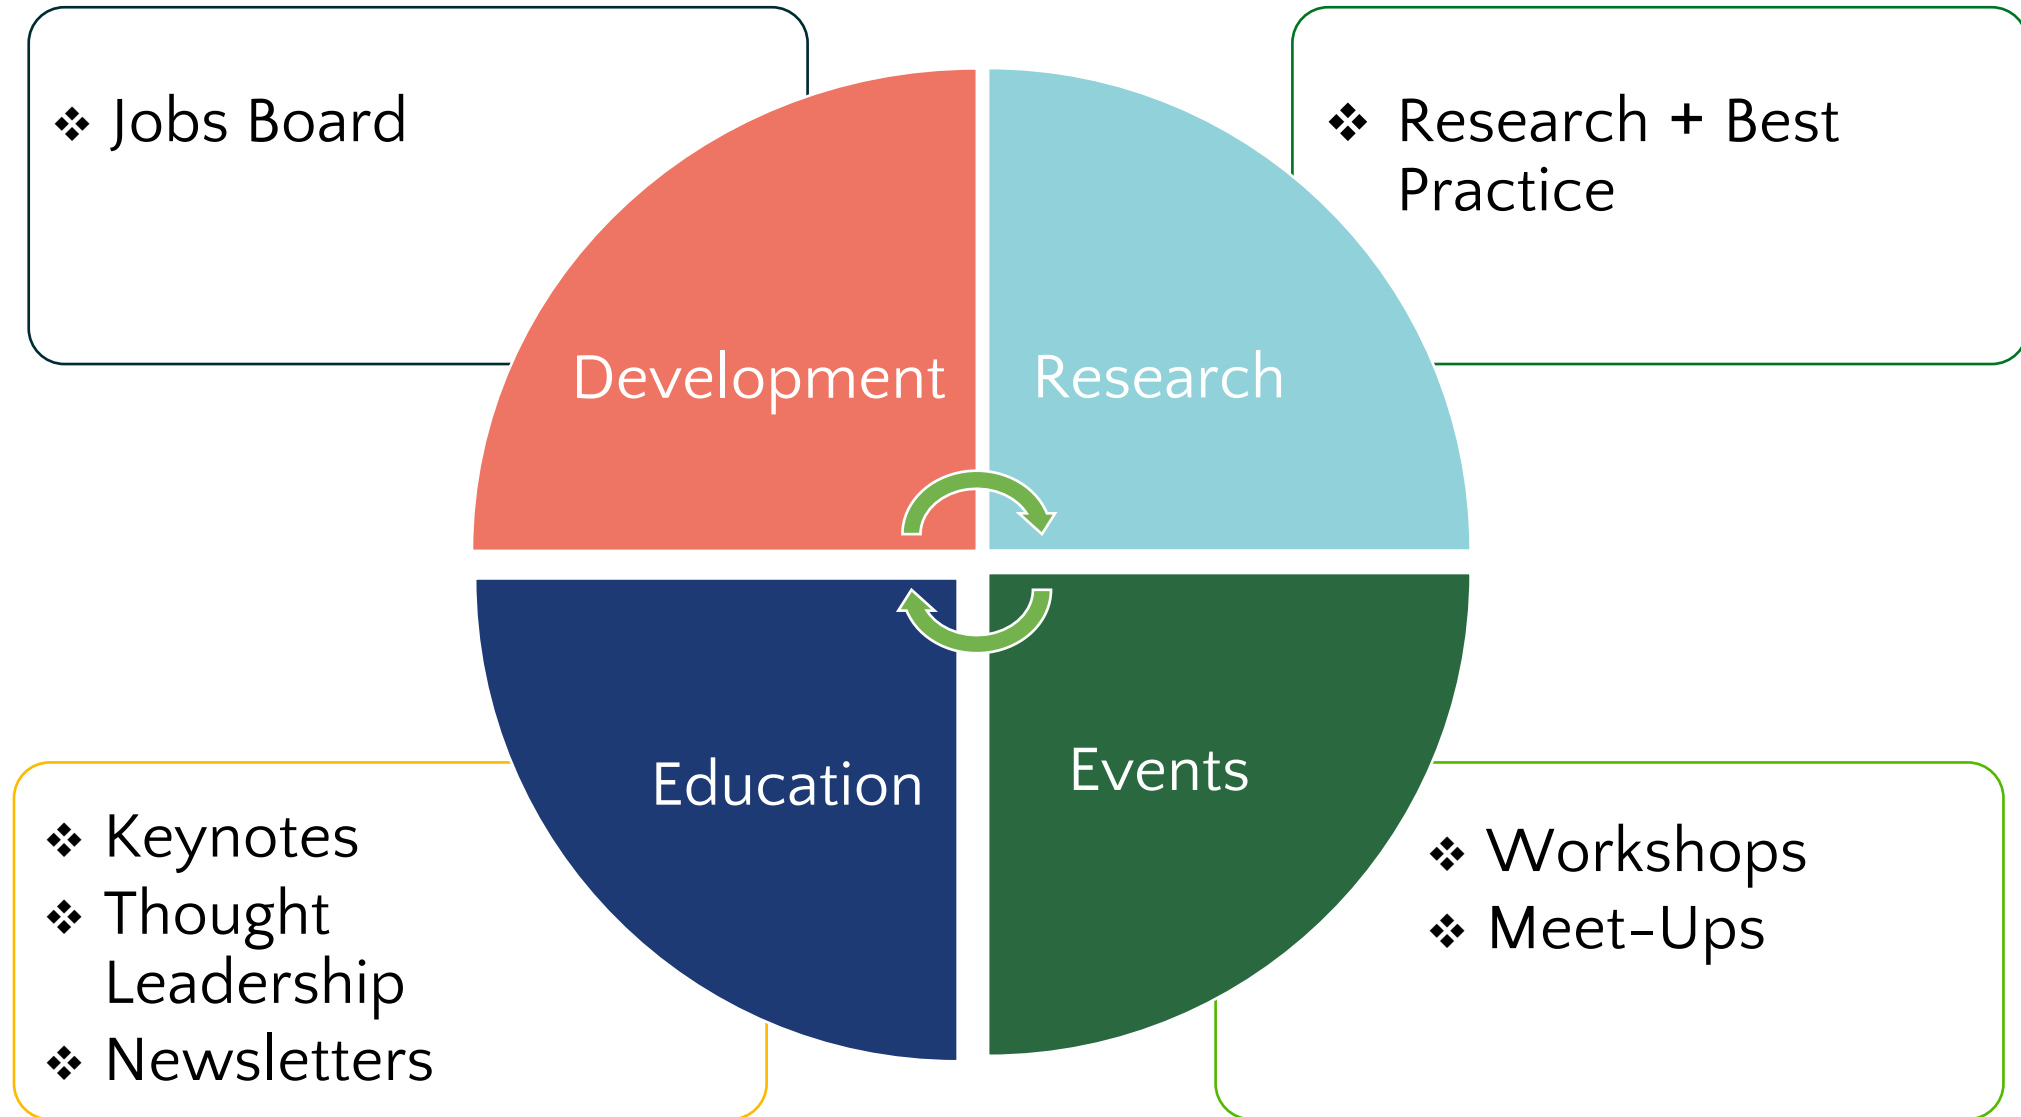 ❖ Jobs Board
❖ Research + Best
Practice
Development
Research
Education
Events
❖ Keynotes
❖ Thought
Leadership
❖ Newsletters
❖ Workshops
❖ Meet-Ups